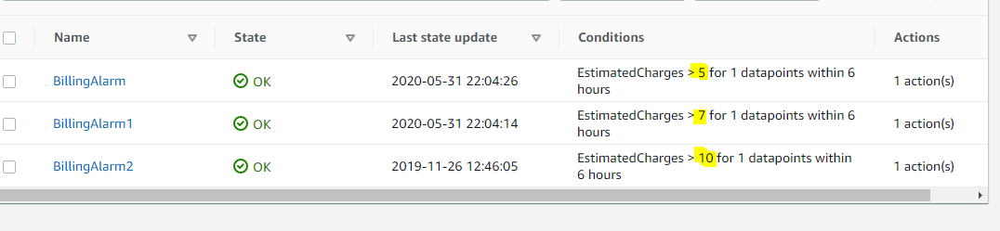 Name State Last state update Conditions Actions
BillingAlarm OK 2020-05-31 22:04:26 EstimatedCharges > 5 for 1 datapoints within 6 hours 1 action(s)
BillingAlarm1 OK 2020-05-31 22:04:14 EstimatedCharges > 7 for 1 datapoints within 6 hours 1 action(s)
BillingAlarm2 OK 2019-11-26 12:46:05 EstimatedCharges > 10 for 1 datapoints within 6 hours 1 action(s)